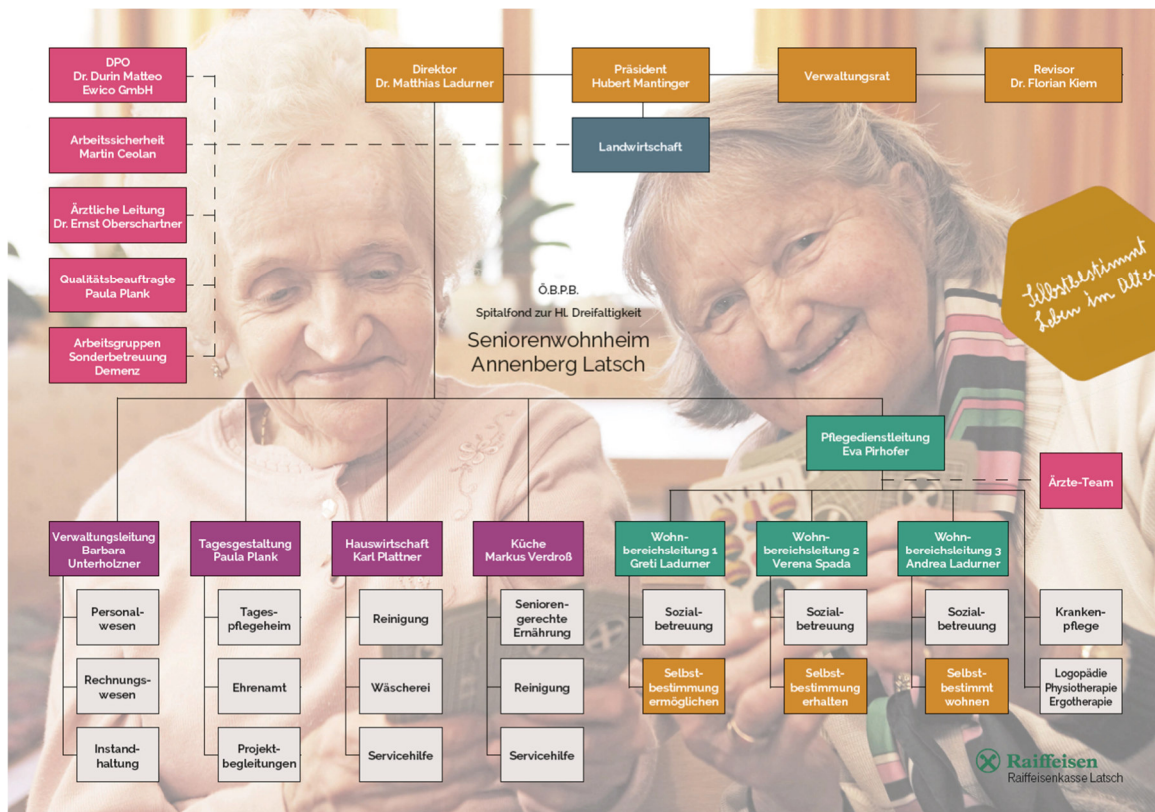 DPO
Dr. Durin Matteo
Ewico GmbH
Direktor
Dr. Matthias Ladurner
Präsident
Hubert Mantinger
Verwaltungsrat
Revisor
Dr. Florian Kiem
Arbeitssicherheit
Martin Ceolan
Landwirtschaft
Ärztliche Leitung
Dr. Ernst Oberschartner
Qualitätsbeauftragte
Paula Plank
Arbeitsgruppen
Sonderbetreuung
Demenz
Ö.B.P.B.
Spitalfond zur Hl. Dreifaltigkeit
Seniorenwohnheim
Annenberg Latsch
Selbstbestimmt
Leben im Alter
Pflegedienstleitung
Eva Pirhofer
Ärzte-Team
Verwaltungsleitung
Barbara
Unterholzner
Tagesgestaltung
Paula Plank
Hauswirtschaft
Karl Plattner
Küche
Markus Verdroß
Wohn-
bereichsleitung 1
Greti Ladurner
Wohn-
bereichsleitung 2
Verena Spada
Wohn-
bereichsleitung 3
Andrea Ladurner
Personal-
wesen
Tages-
pflegeheim
Reinigung
Senioren-
gerechte
Ernährung
Sozial-
betreuung
Sozial-
betreuung
Sozial-
betreuung
Kranken-
pflege
Rechnungs-
wesen
Ehrenamt
Wäscherei
Reinigung
Selbst-
bestimmung
ermöglichen
Selbst-
bestimmung
erhalten
Selbst-
bestimmt
wohnen
Logopädie
Physiotherapie
Ergotherapie
Instand-
haltung
Projekt-
begleitungen
Servicehilfe
Servicehilfe
Raiffeisen
Raiffeisenkasse Latsch